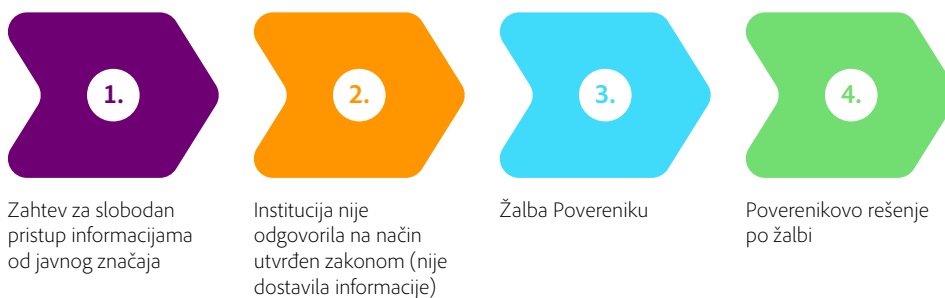 1.
Zahtev za slobodan
pristup informacijama
od javnog značaja
2.
Institucija nije
odgovorila na način
utvrđen zakonom (nije
dostavila informacije)
3.
Žalba Povereniku
4.
Poverenikovo rešenje
po žalbi